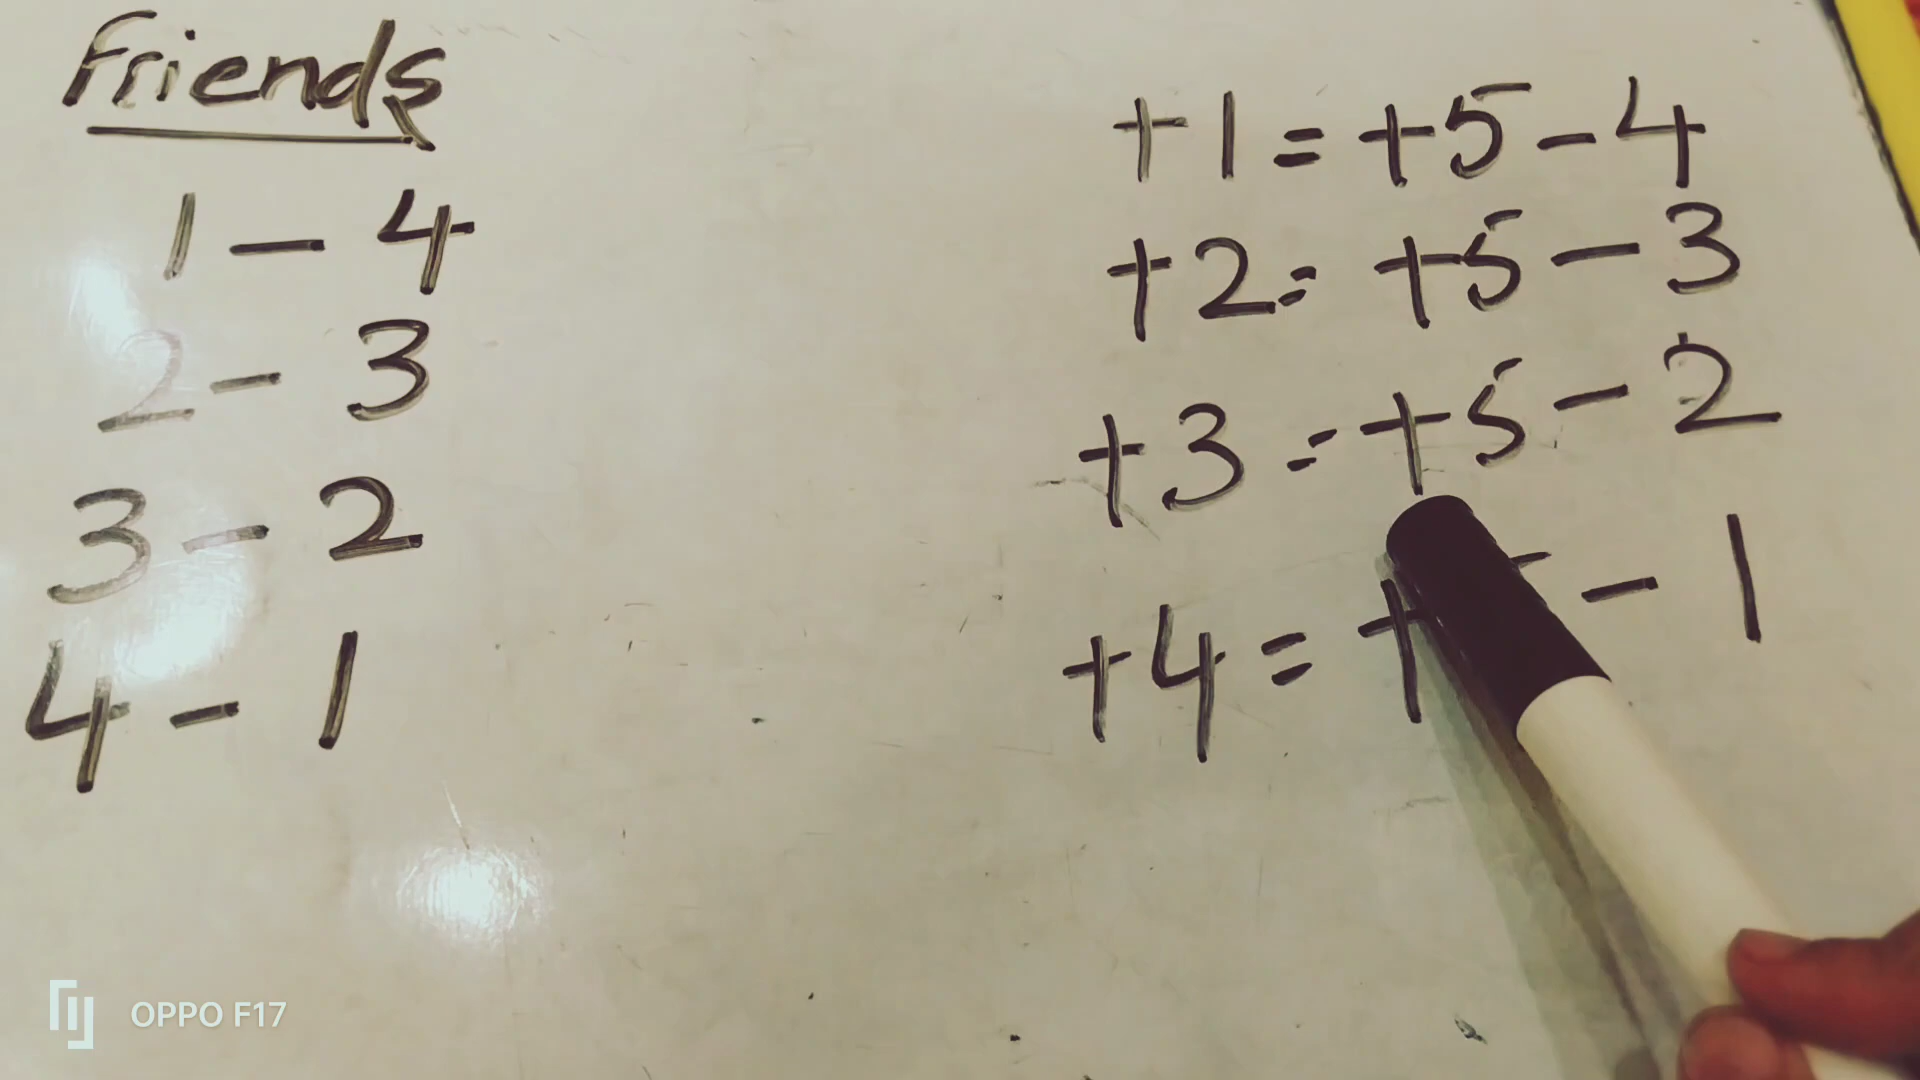 Friends
1 - 4
2 - 3
3 - 2
4 - 1
+1 = +5 - 4
+2 = +5 - 3
+3 = +5 - 2
+4 = + - 1
OPPO F17